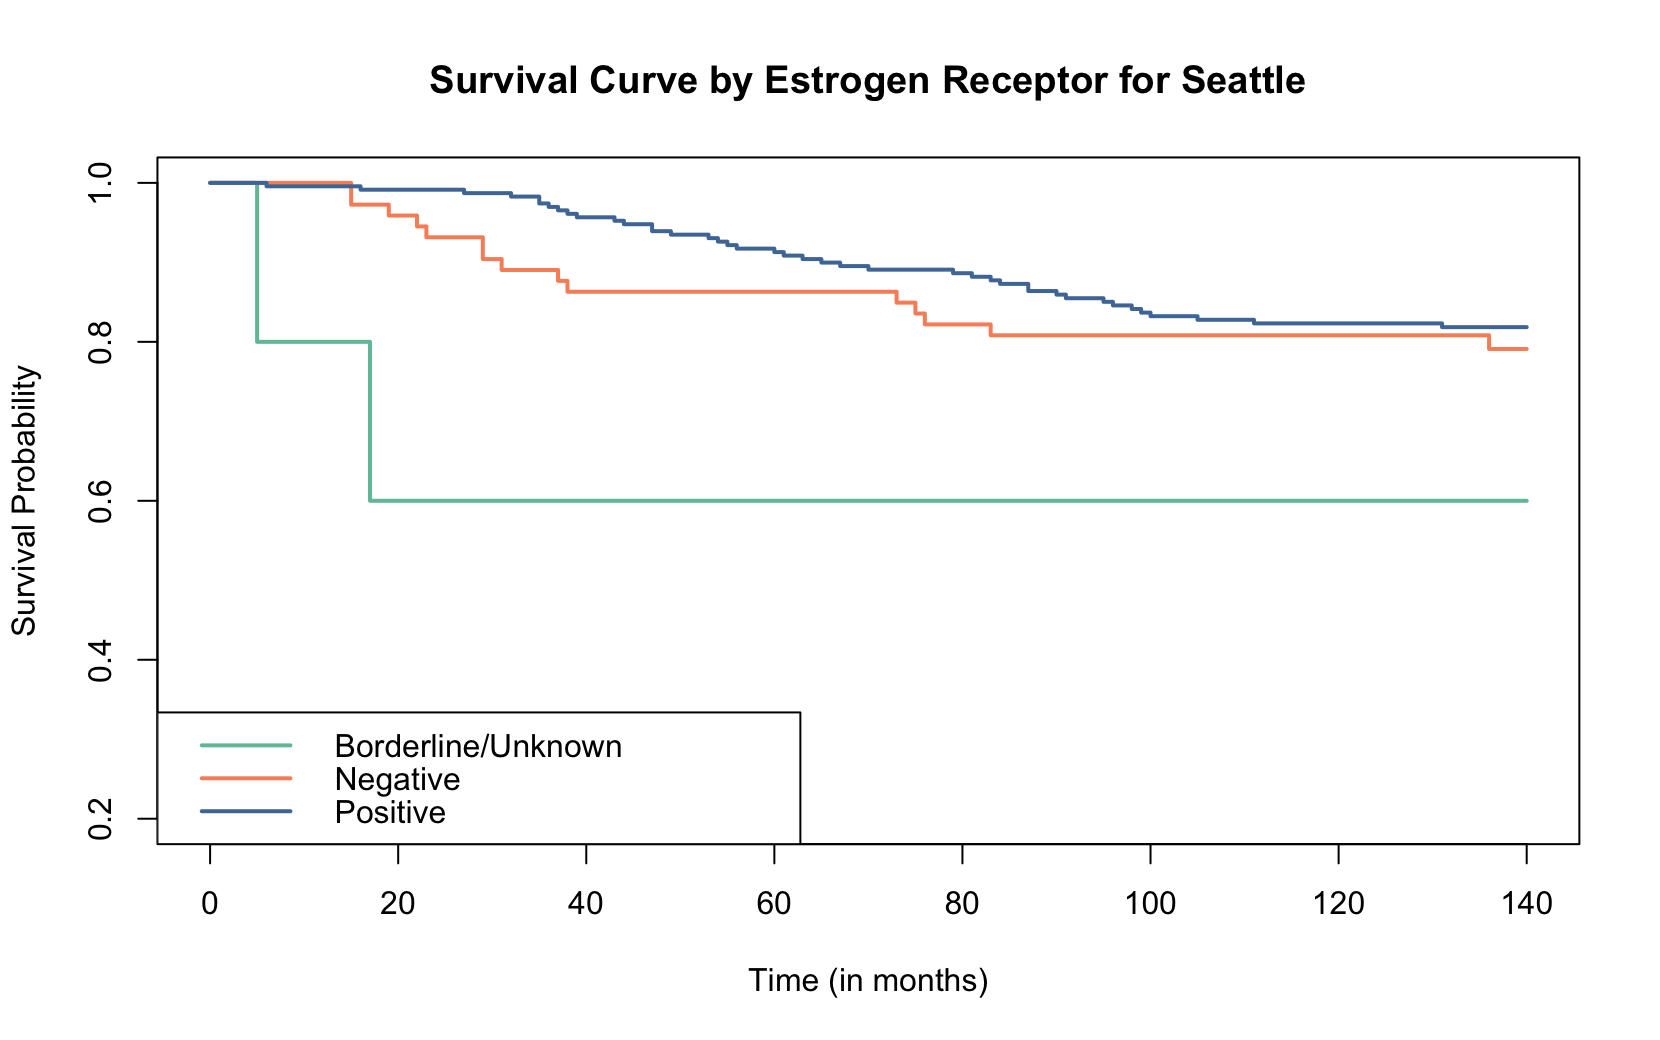 Survival Curve by Estrogen Receptor for Seattle
Survival Probability
1.0
0.8
0.6
0.4
0.2
Borderline/Unknown
Negative
Positive
0 20 40 60 80 100 120 140
Time (in months)